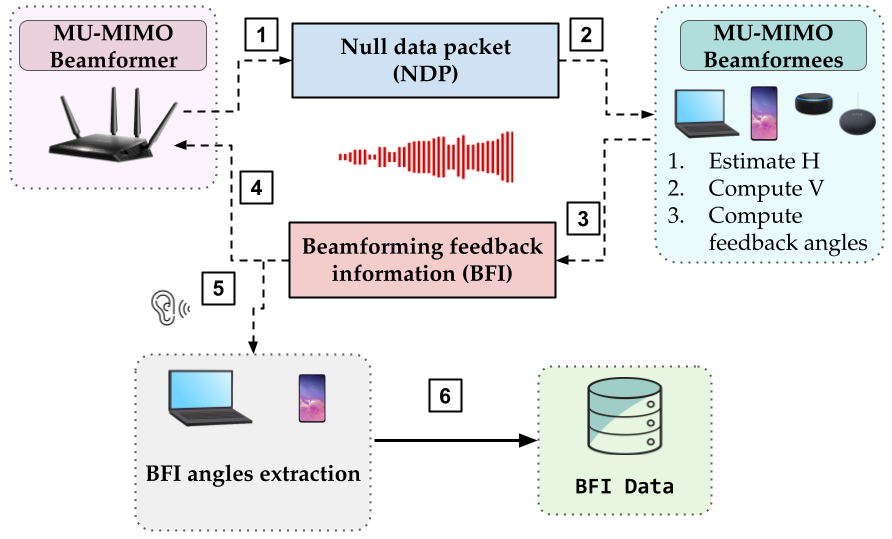 MU-MIMO
Beamformer
1
Null data packet
(NDP)
2
MU-MIMO
Beamformees
1. Estimate H
2. Compute V
3. Compute
feedback angles
3
Beamforming feedback
information (BFI)
4
5
BFI angles extraction
6
BFI Data